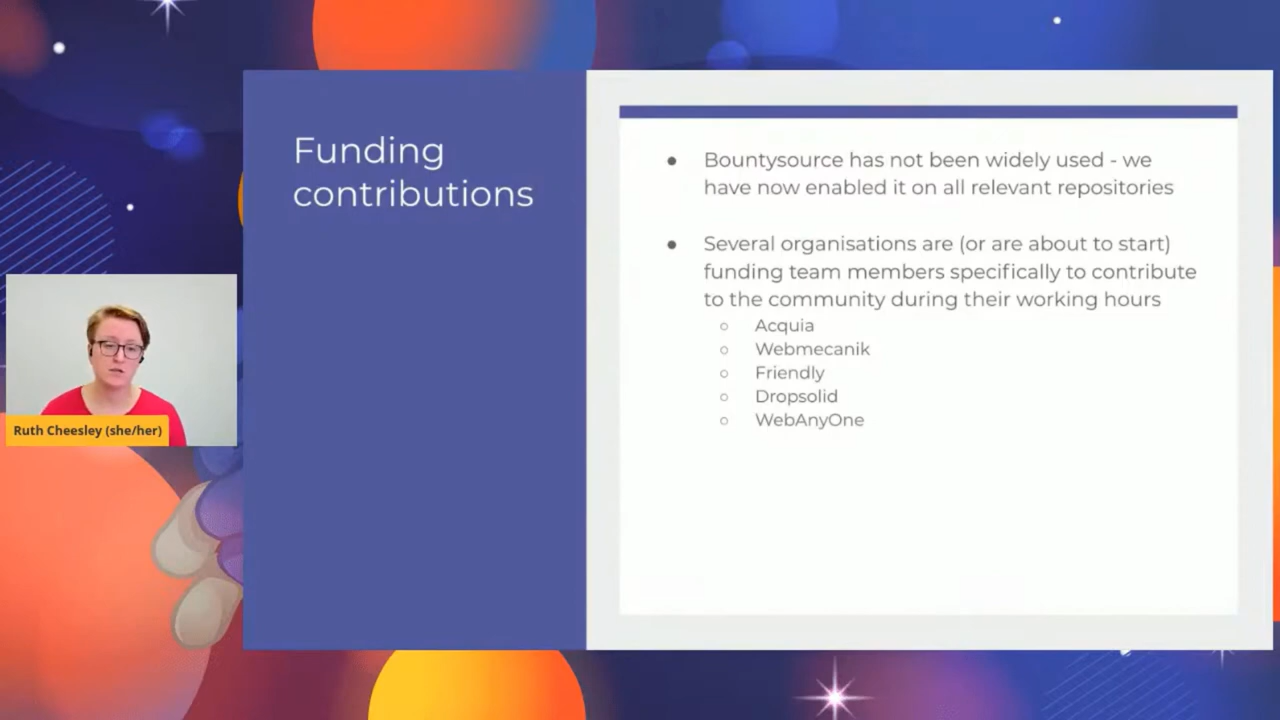 Funding
contributions
● Bountysource has not been widely used - we
have now enabled it on all relevant repositories
● Several organisations are (or are about to start)
funding team members specifically to contribute
to the community during their working hours
○ Acquia
○ Webmecanik
○ Friendly
○ Dropsolid
○ WebAnyOne
Ruth Cheesley (she/her)